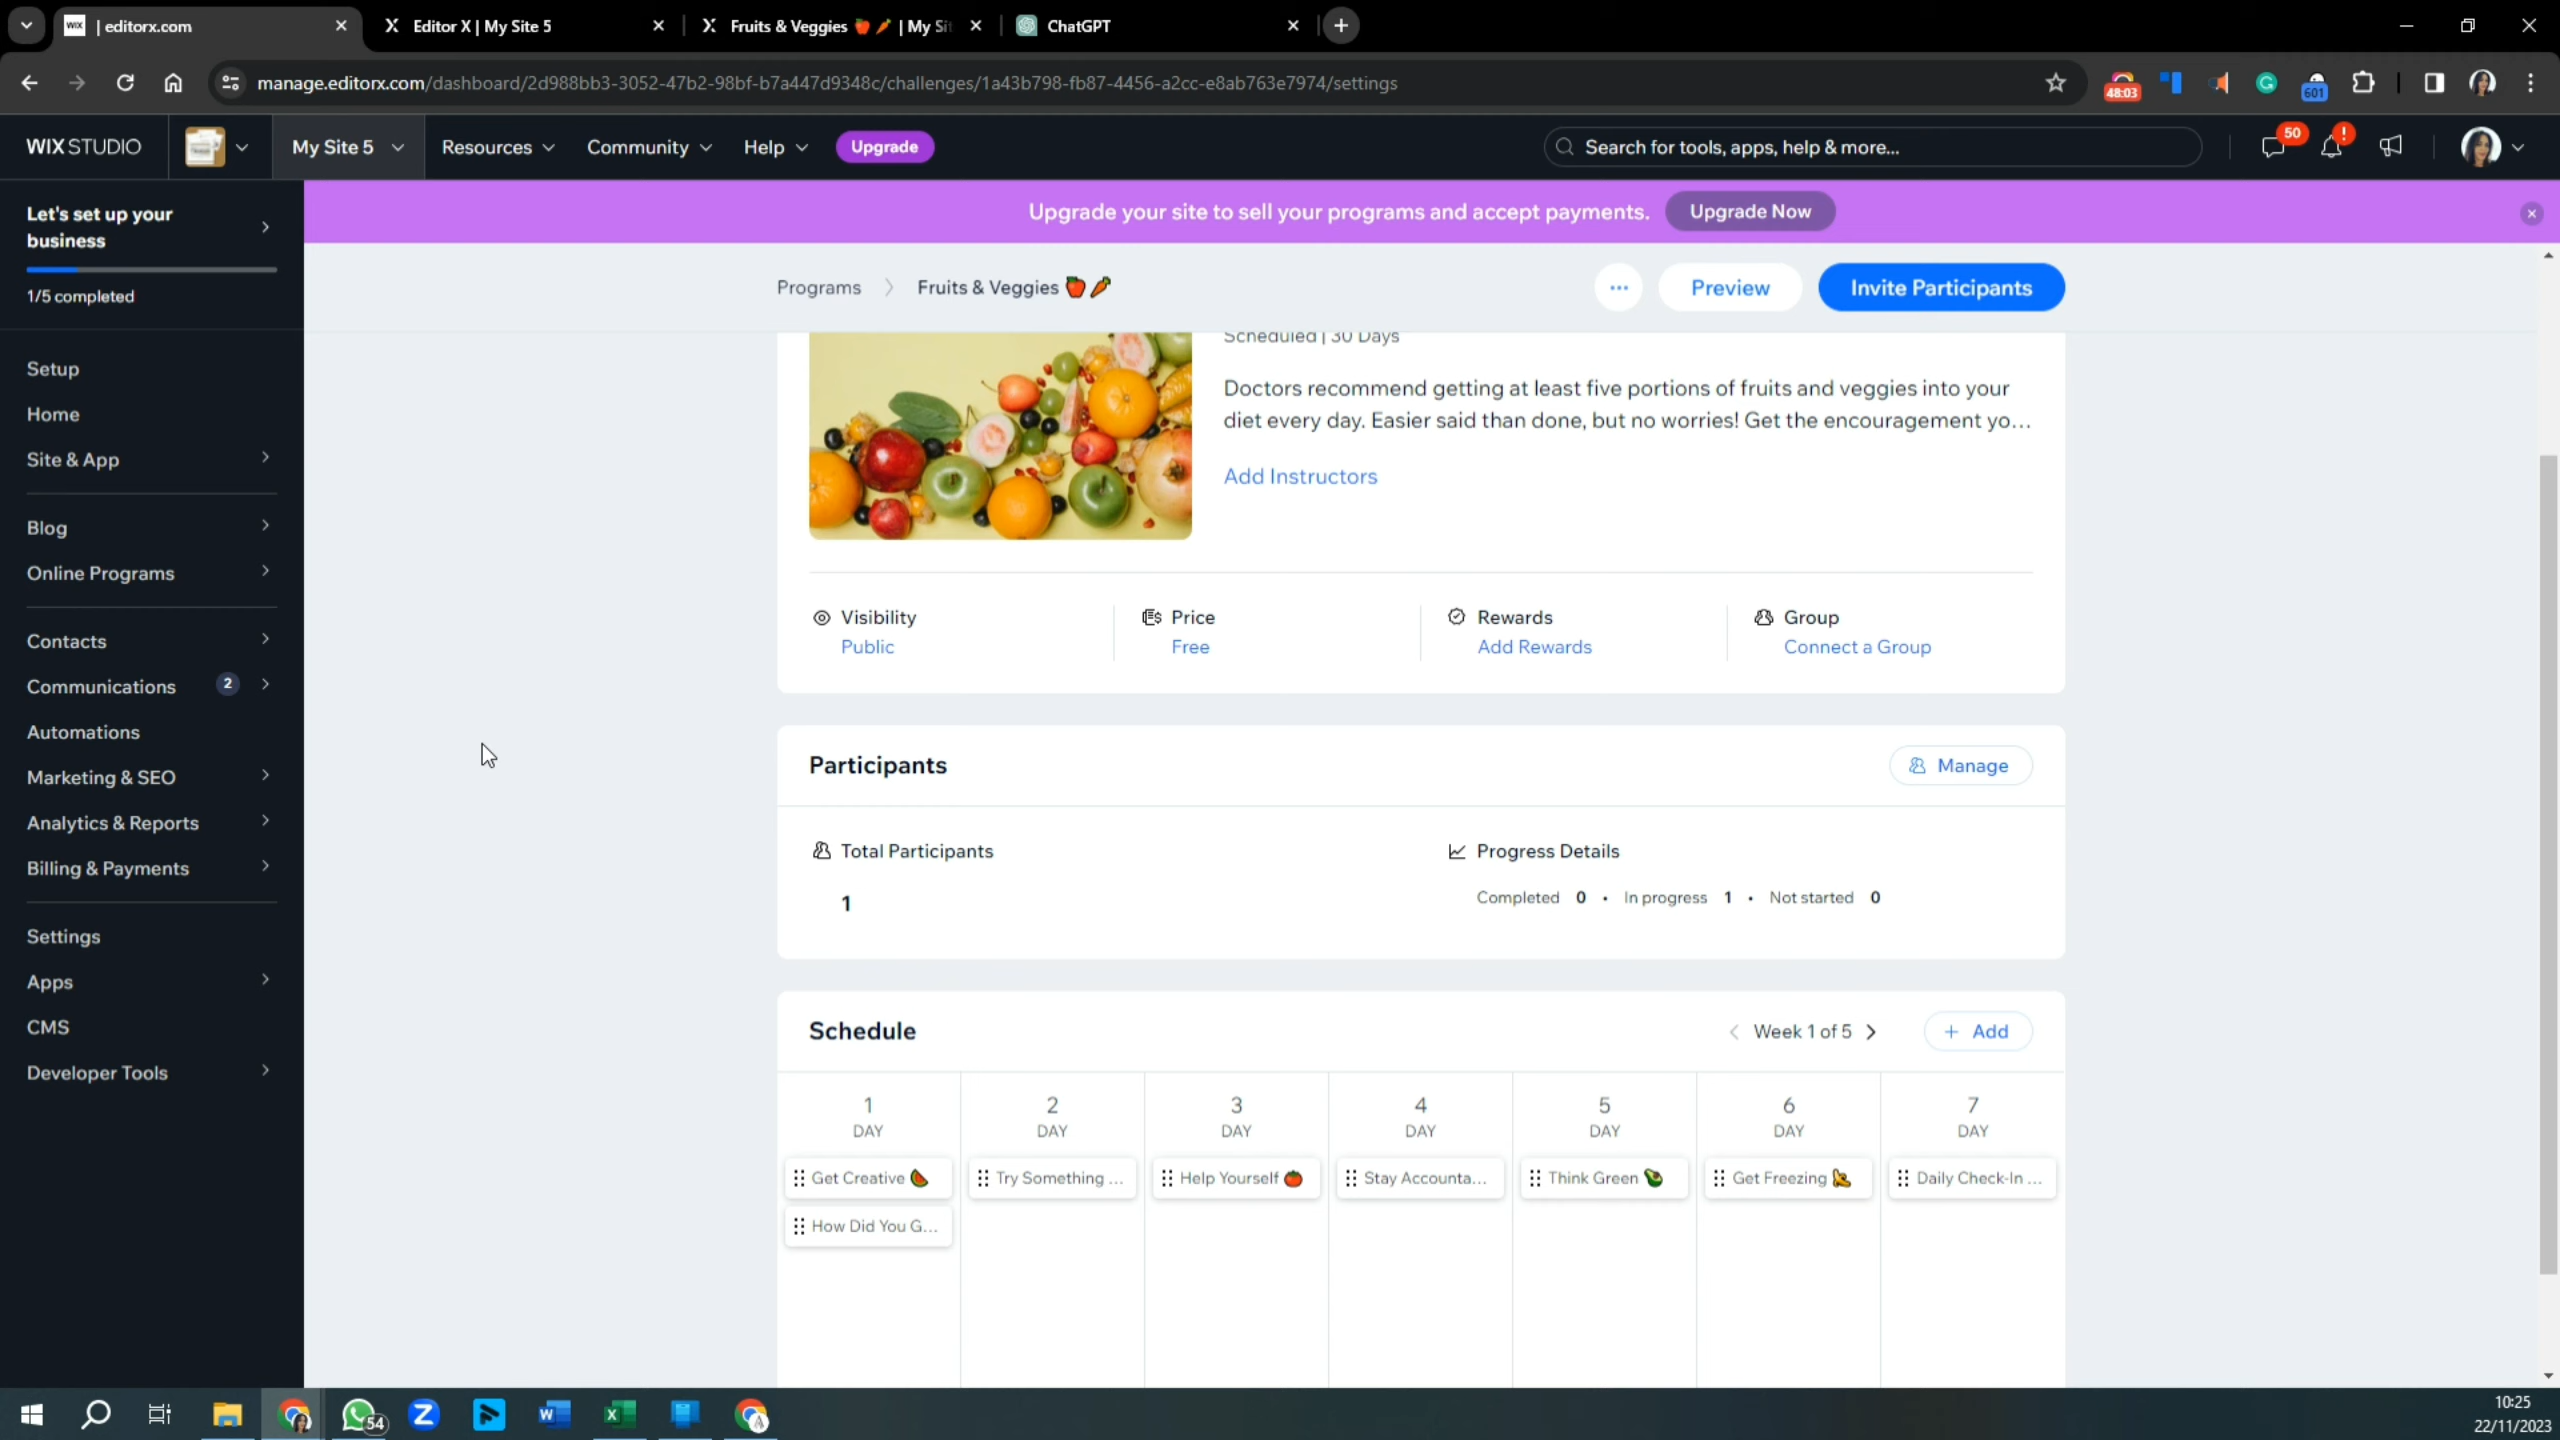 WIX | editorx.com
Editor X | My Site 5
Fruits & Veggies 🍎🥕 | My Si
ChatGPT
manage.editorx.com/dashboard/2d988bb3-3052-47b2-98bf-b7a447d9348c/challenges/1a43b798-fb87-4456-a2cc-e8ab763e7974/settings
48:03
601
WIX STUDIO
My Site 5
Resources
Community
Help
Upgrade
Search for tools, apps, help & more...
50
!
Let's set up your
business
1/5 completed
Upgrade your site to sell your programs and accept payments.
Upgrade Now
Programs
Fruits & Veggies 🍎🥕
...
Preview
Invite Participants
Setup
Home
Site & App
Blog
Online Programs
Contacts
Communications 2
Automations
Marketing & SEO
Analytics & Reports
Billing & Payments
Settings
Apps
CMS
Developer Tools
Scheduled | 30 Days
Doctors recommend getting at least five portions of fruits and veggies into your
diet every day. Easier said than done, but no worries! Get the encouragement yo...
Add Instructors
Visibility
Public
Price
Free
Rewards
Add Rewards
Group
Connect a Group
Participants
Manage
Total Participants
1
Progress Details
Completed 0 • In progress 1 • Not started 0
Schedule
Week 1 of 5
+ Add
1 2 3 4 5 6 7
DAY DAY DAY DAY DAY DAY DAY
Get Creative 🍉
Try Something ...
Help Yourself 🍅
Stay Accounta...
Think Green 🥑
Get Freezing 🍌
Daily Check-In ...
How Did You G...
54
10:25
22/11/2023